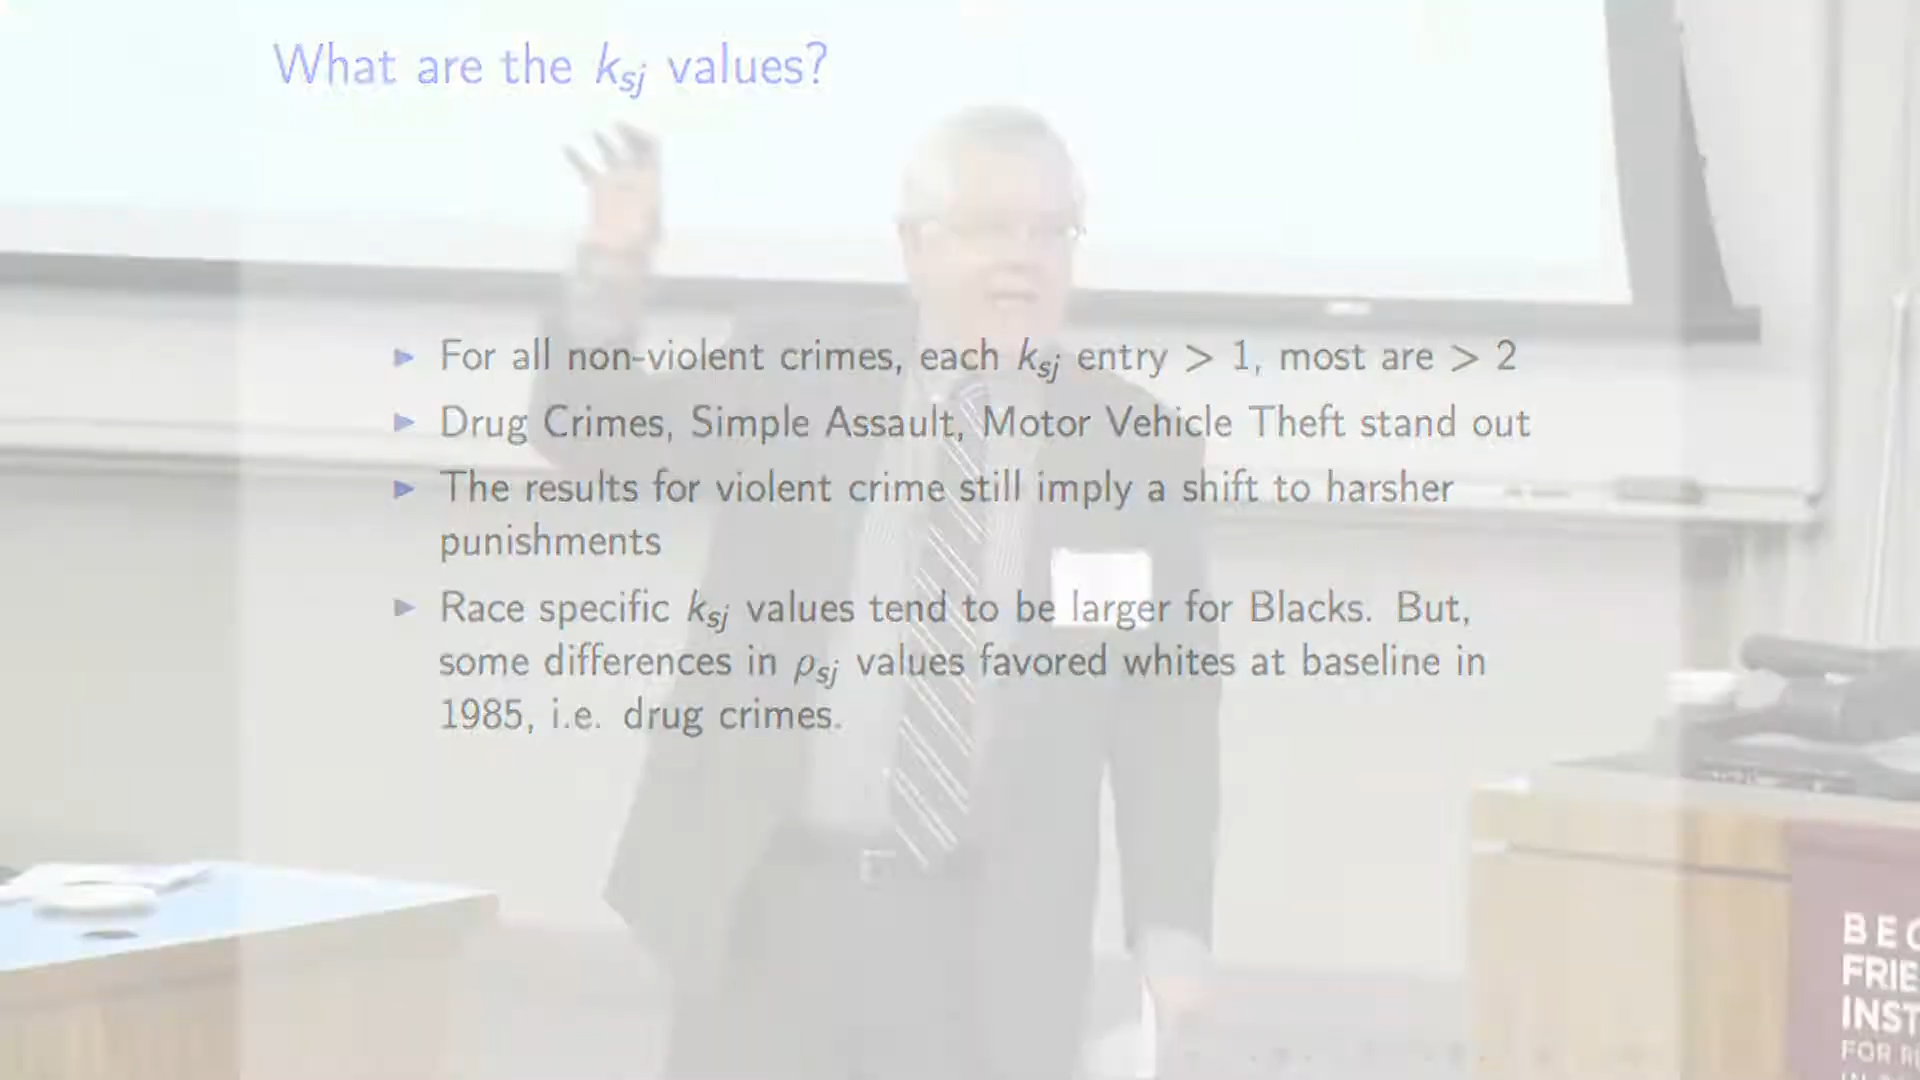 What are the k_sj values?
▶ For all non-violent crimes, each k_sj entry > 1, most are > 2
▶ Drug Crimes, Simple Assault, Motor Vehicle Theft stand out
▶ The results for violent crime still imply a shift to harsher
punishments
▶ Race specific k_sj values tend to be larger for Blacks. But,
some differences in ρ_sj values favored whites at baseline in
1985, i.e. drug crimes.
BEC
FRIE
INST
FOR R